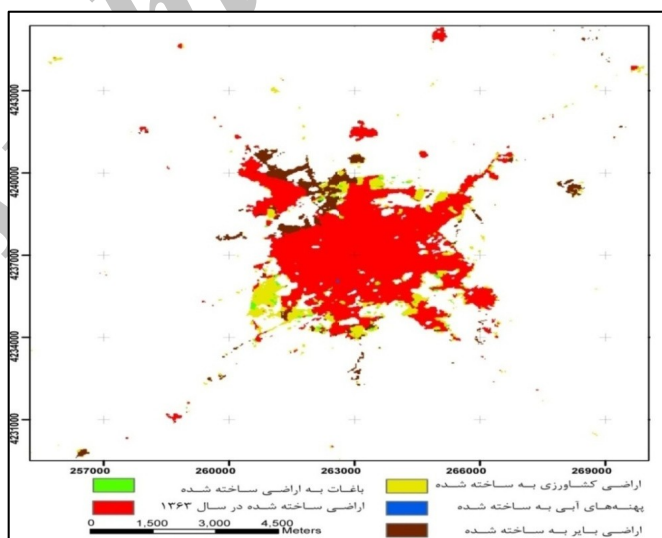 4243000
4240000
4237000
4234000
4231000
257000 260000 263000 266000 269000
باغات به اراضی ساخته شده
اراضی ساخته شده در سال ۱۳۶۳
اراضی کشاورزی به ساخته شده
پهنه‌های آبی به ساخته شده
اراضی بایر به ساخته شده
0 1,500 3,000 4,500
Meters